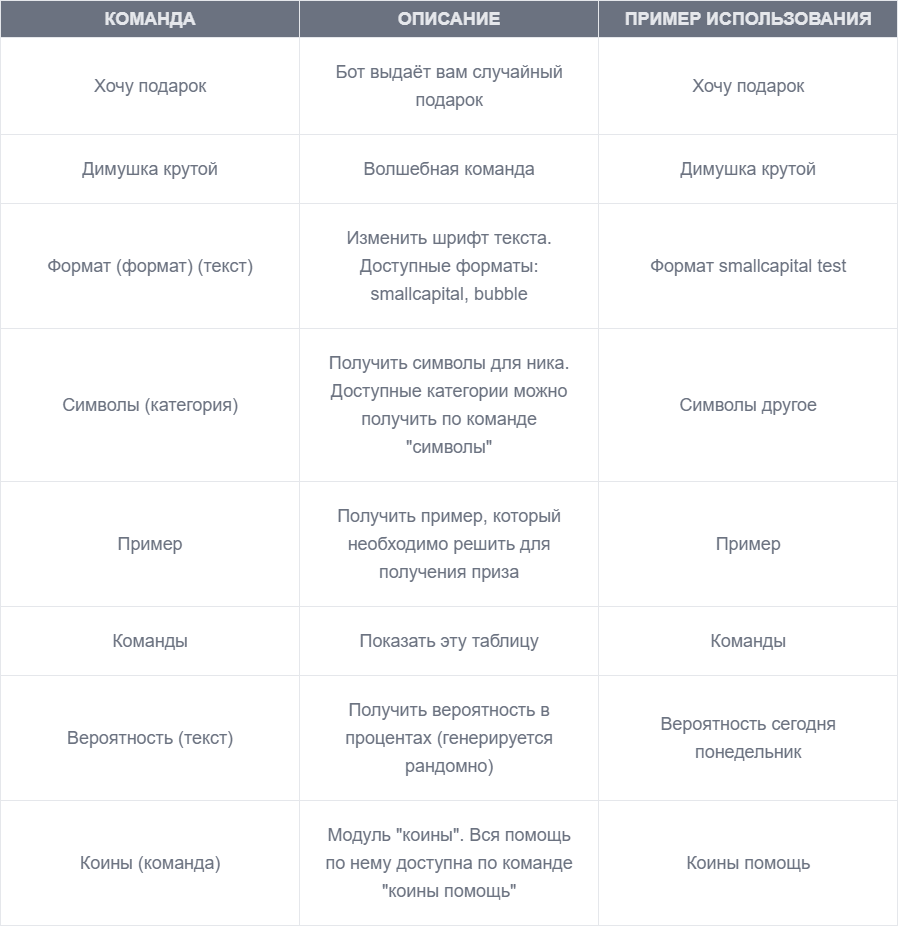 КОМАНДА
ОПИСАНИЕ
ПРИМЕР ИСПОЛЬЗОВАНИЯ
Хочу подарок
Бот выдаёт вам случайный
подарок
Хочу подарок
Димушка крутой
Волшебная команда
Димушка крутой
Формат (формат) (текст)
Изменить шрифт текста.
Доступные форматы:
smallcapital, bubble
Формат smallcapital test
Символы (категория)
Получить символы для ника.
Доступные категории можно
получить по команде
"символы"
Символы другое
Пример
Получить пример, который
необходимо решить для
получения приза
Пример
Команды
Показать эту таблицу
Команды
Вероятность (текст)
Получить вероятность в
процентах (генерируется
рандомно)
Вероятность сегодня
понедельник
Коины (команда)
Модуль "коины". Вся помощь
по нему доступна по команде
"коины помощь"
Коины помощь